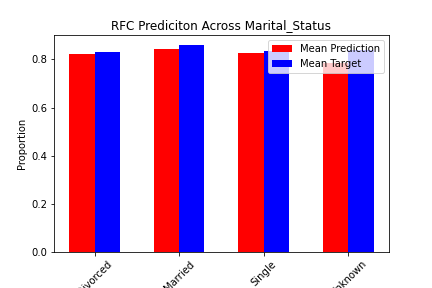 RFC Prediciton Across Marital_Status
Mean Prediction
Mean Target
Proportion
0.8
0.6
0.4
0.2
0.0
Married
Single